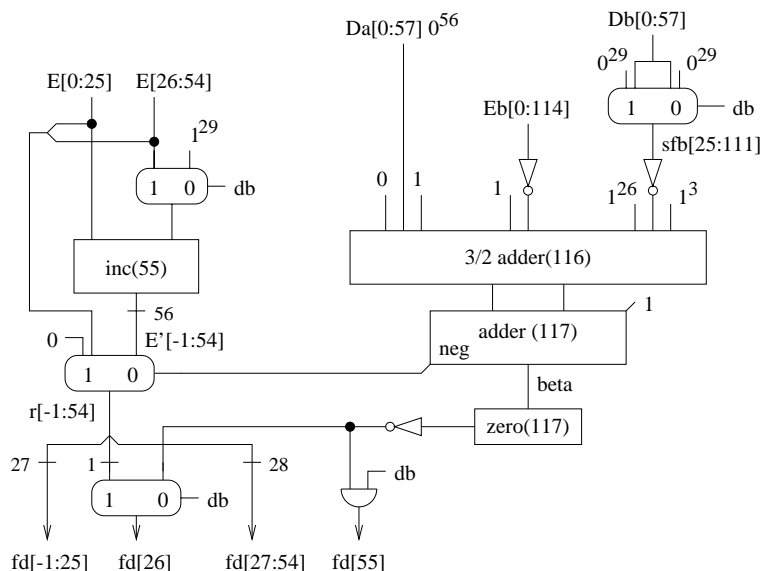 Da[0:57] 0^56 Db[0:57]
0^29 0^29
E[0:25] E[26:54]
1 0 db
Eb[0:114]
1^29
sfb[25:111]
1 0 db
0 1 1 1^26 1^3
3/2 adder(116)
inc(55)
56 1
adder (117)
0 E'[-1:54] neg
1 0
beta
r[-1:54]
zero(117)
27 1 28 db
1 0 db
fd[-1:25] fd[26] fd[27:54] fd[55]